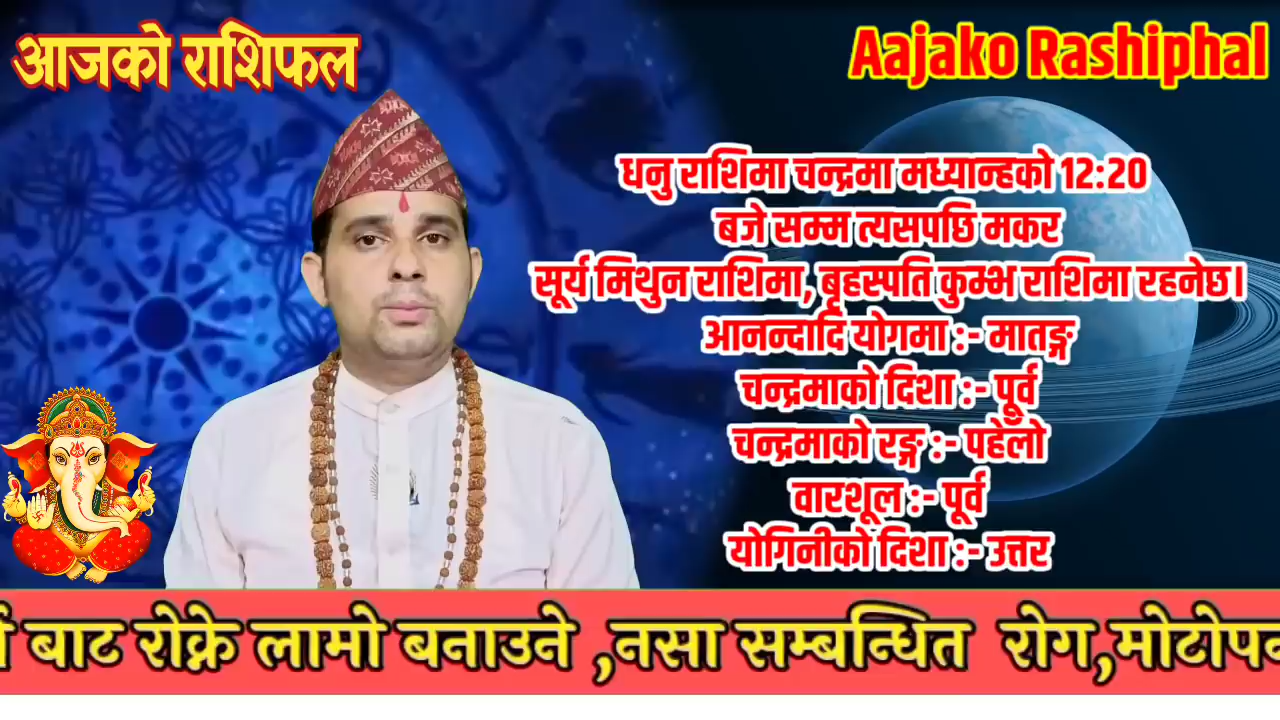 आजको राशिफल
Aajako Rashiphal
धनु राशिमा चन्द्रमा मध्यान्हको 12:20
बजे सम्म त्यसपछि मकर
सूर्य मिथुन राशिमा, बृहस्पति कुम्भ राशिमा रहनेछ।
आनन्दादि योगमा :- मातङ्ग
चन्द्रमाको दिशा :- पूर्व
चन्द्रमाको रङ्ग :- पहेँलो
वारशूल :- पूर्व
योगिनीको दिशा :- उत्तर
बाट रोक्ने लामो बनाउने ,नसा सम्बन्धित रोग,